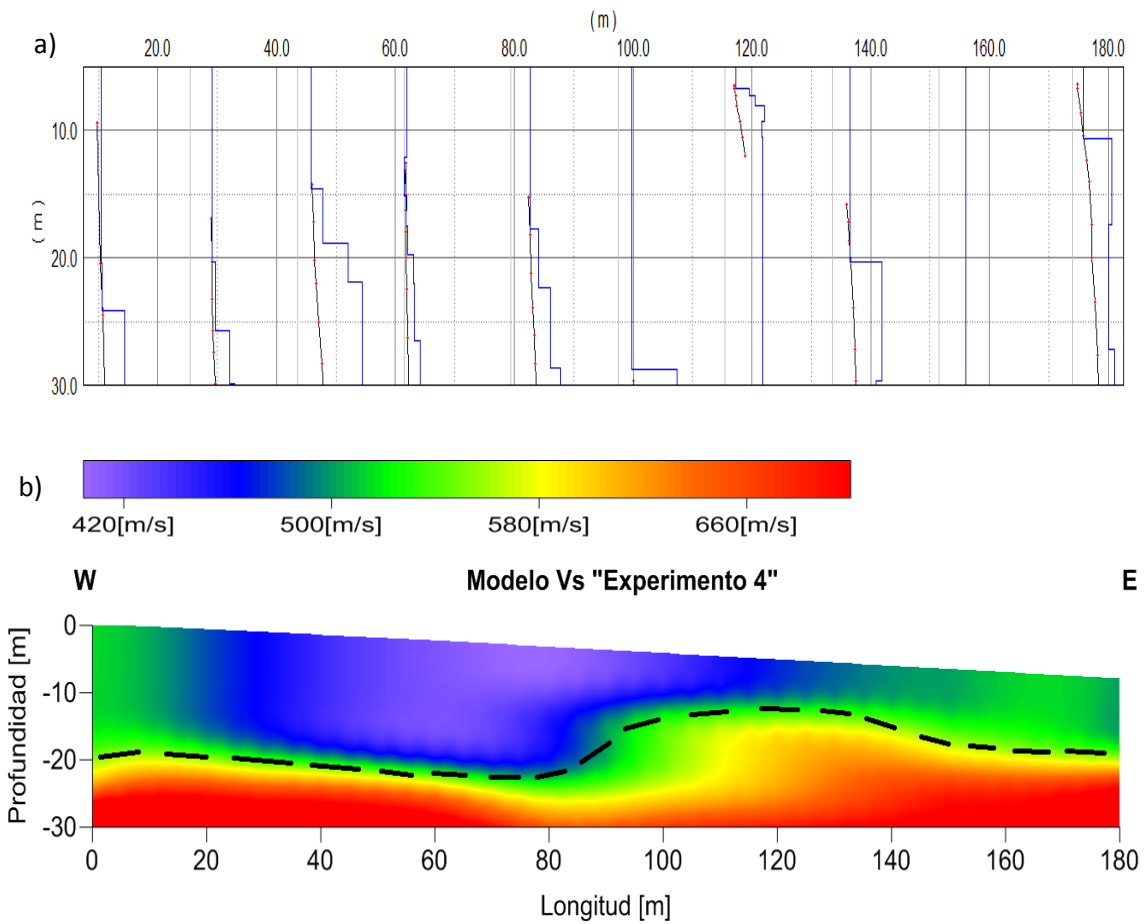 ( m )
a)
20.0 40.0 60.0 80.0 100.0 120.0 140.0 160.0 180.0
10.0
( m )
20.0
30.0
b)
420[m/s] 500[m/s] 580[m/s] 660[m/s]
W Modelo Vs "Experimento 4" E
0
-10
Profundidad [m]
-20
-30
0 20 40 60 80 100 120 140 160 180
Longitud [m]